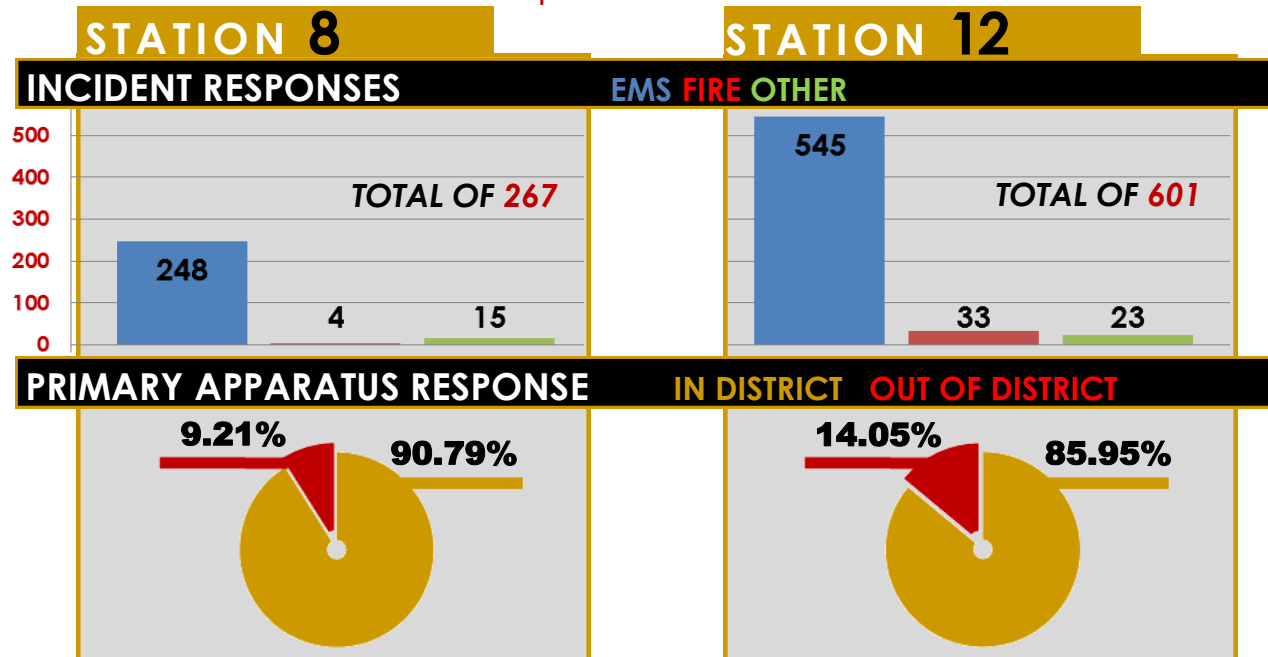 STATION 8
STATION 12
INCIDENT RESPONSES EMS FIRE OTHER
500
400
300
200
100
0
TOTAL OF 267
248
4
15
TOTAL OF 601
545
33
23
PRIMARY APPARATUS RESPONSE IN DISTRICT OUT OF DISTRICT
9.21%
90.79%
14.05%
85.95%